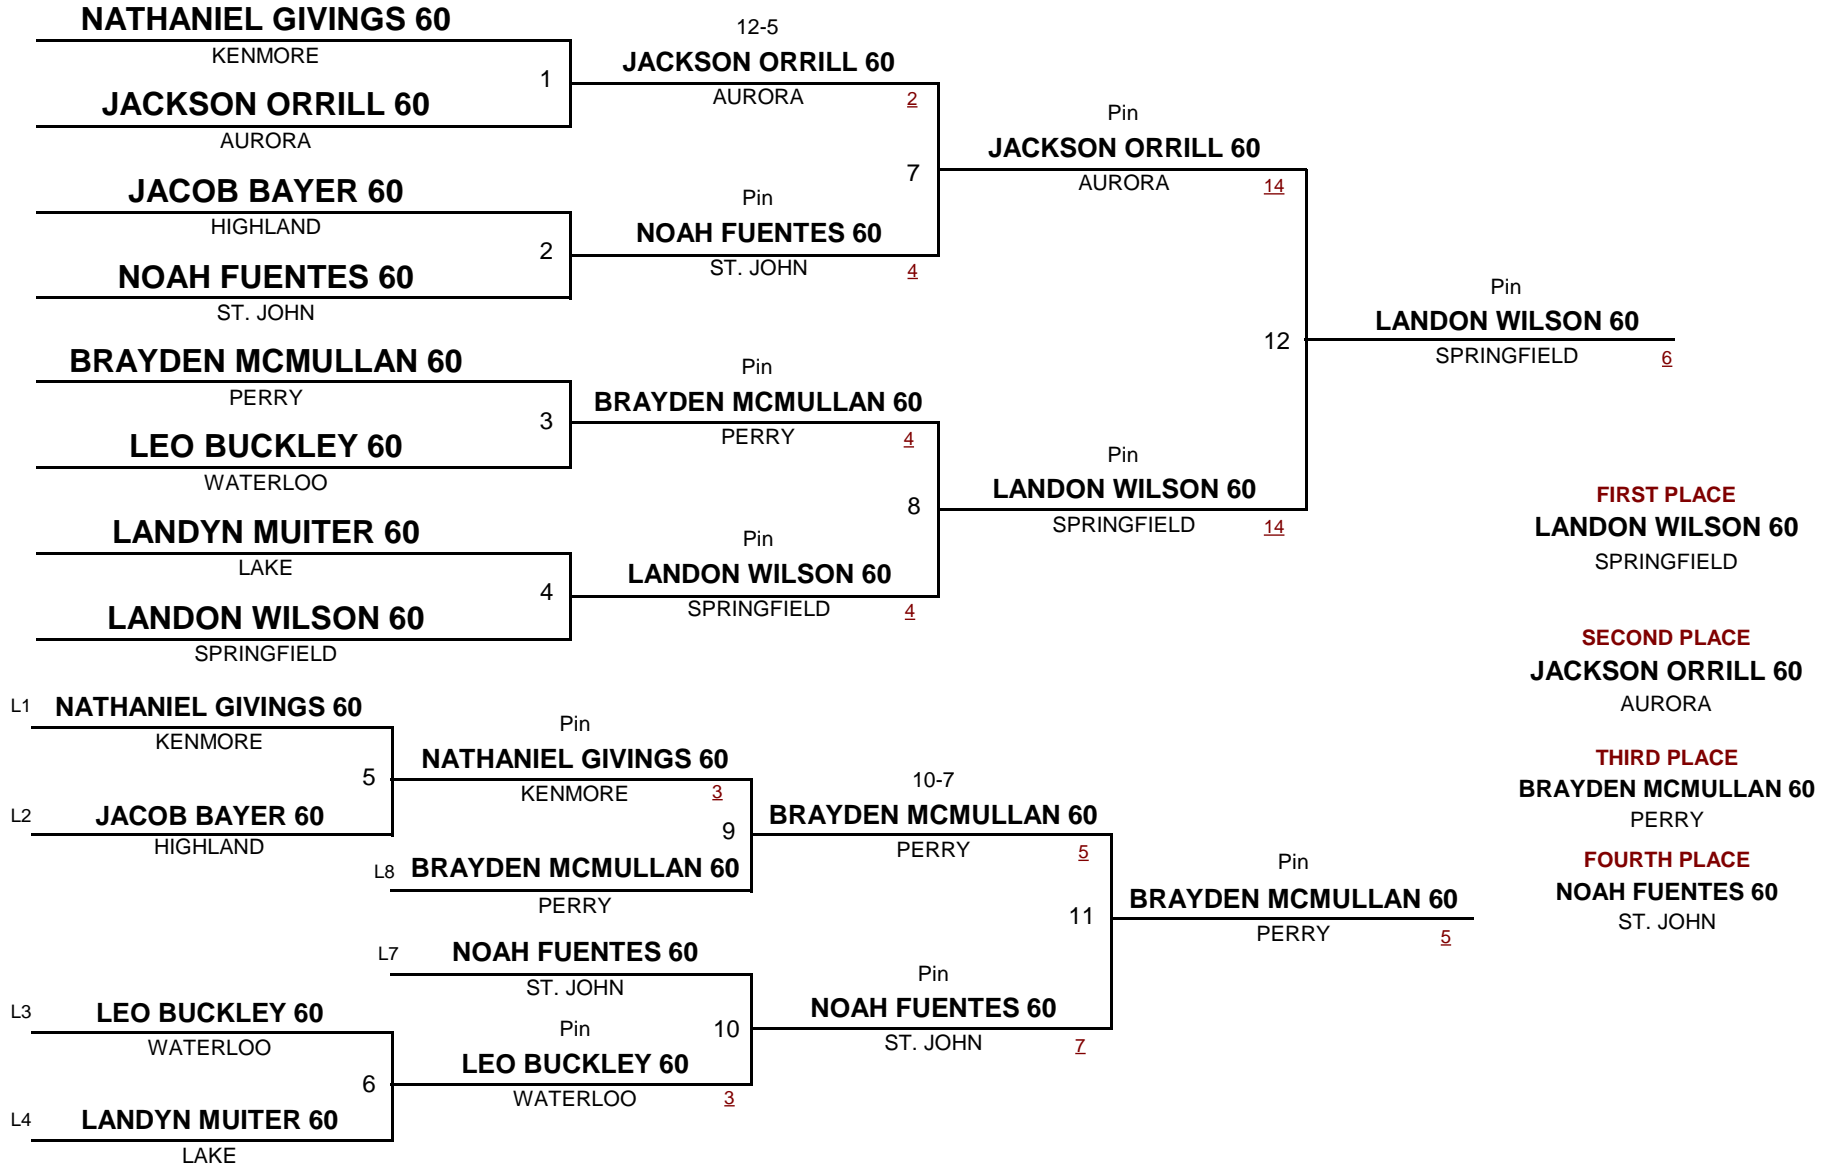 NATHANIEL GIVINGS 60
KENMORE
1
JACKSON ORRILL 60
AURORA
JACOB BAYER 60
HIGHLAND
2
NOAH FUENTES 60
ST. JOHN
BRAYDEN MCMULLAN 60
PERRY
3
LEO BUCKLEY 60
WATERLOO
LANDYN MUITER 60
LAKE
4
LANDON WILSON 60
SPRINGFIELD
12-5
JACKSON ORRILL 60
AURORA 2
7
Pin
NOAH FUENTES 60
ST. JOHN 4
Pin
BRAYDEN MCMULLAN 60
PERRY 4
8
Pin
LANDON WILSON 60
SPRINGFIELD 4
Pin
JACKSON ORRILL 60
AURORA 14
12
Pin
LANDON WILSON 60
SPRINGFIELD 14
Pin
LANDON WILSON 60
SPRINGFIELD 6
FIRST PLACE
LANDON WILSON 60
SPRINGFIELD
SECOND PLACE
JACKSON ORRILL 60
AURORA
THIRD PLACE
BRAYDEN MCMULLAN 60
PERRY
FOURTH PLACE
NOAH FUENTES 60
ST. JOHN
L1 NATHANIEL GIVINGS 60
KENMORE
5
L2 JACOB BAYER 60
HIGHLAND
L3 LEO BUCKLEY 60
WATERLOO
6
L4 LANDYN MUITER 60
LAKE
Pin
NATHANIEL GIVINGS 60
KENMORE 3
9
L8 BRAYDEN MCMULLAN 60
PERRY
L7 NOAH FUENTES 60
ST. JOHN
10
Pin
LEO BUCKLEY 60
WATERLOO 3
10-7
BRAYDEN MCMULLAN 60
PERRY 5
11
Pin
NOAH FUENTES 60
ST. JOHN 7
Pin
BRAYDEN MCMULLAN 60
PERRY 5